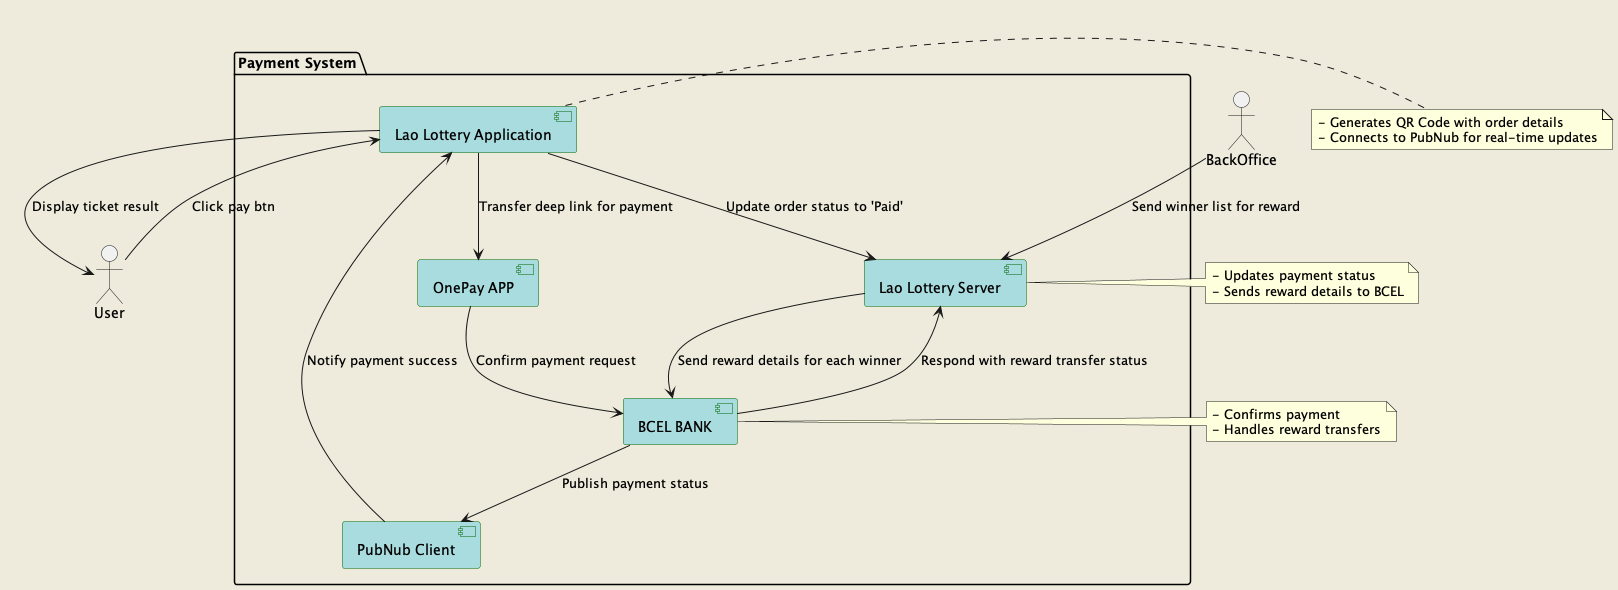 Payment System
Lao Lottery Application
- Generates QR Code with order details
- Connects to PubNub for real-time updates
BackOffice
Display ticket result
Click pay btn
Transfer deep link for payment
Update order status to 'Paid'
Send winner list for reward
User
OnePay APP
Lao Lottery Server
- Updates payment status
- Sends reward details to BCEL
Notify payment success
Confirm payment request
Send reward details for each winner
Respond with reward transfer status
BCEL BANK
- Confirms payment
- Handles reward transfers
Publish payment status
PubNub Client